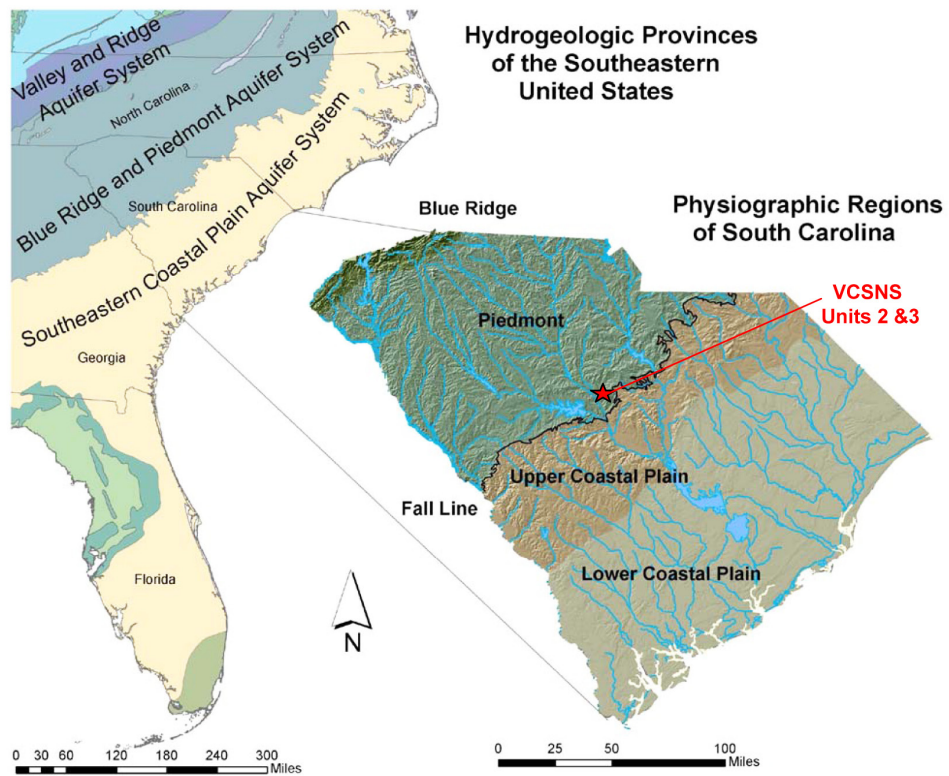 Hydrogeologic Provinces
of the Southeastern
United States
Valley and Ridge
Aquifer System
North Carolina
Blue Ridge and Piedmont Aquifer System
South Carolina
Southeastern Coastal Plain Aquifer System
Georgia
Florida
Blue Ridge
Physiographic Regions
of South Carolina
VCSNS
Units 2 &3
Piedmont
Upper Coastal Plain
Fall Line
Lower Coastal Plain
N
0 30 60 120 180 240 300
Miles
0 25 50 100
Miles